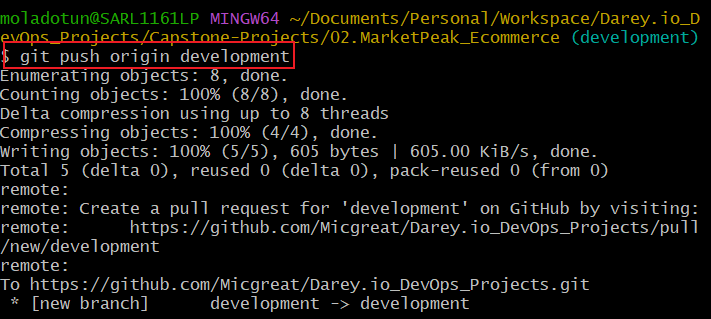 moladotun@SARL1161LP MINGW64 ~/Documents/Personal/Workspace/Darey.io_D
evOps_Projects/Capstone-Projects/02.MarketPeak_Ecommerce (development)
$ git push origin development
Enumerating objects: 8, done.
Counting objects: 100% (8/8), done.
Delta compression using up to 8 threads
Compressing objects: 100% (4/4), done.
Writing objects: 100% (5/5), 605 bytes | 605.00 KiB/s, done.
Total 5 (delta 0), reused 0 (delta 0), pack-reused 0 (from 0)
remote:
remote: Create a pull request for 'development' on GitHub by visiting:
remote:      https://github.com/Micgreat/Darey.io_DevOps_Projects/pull
/new/development
remote:
To https://github.com/Micgreat/Darey.io_DevOps_Projects.git
 * [new branch]      development -> development